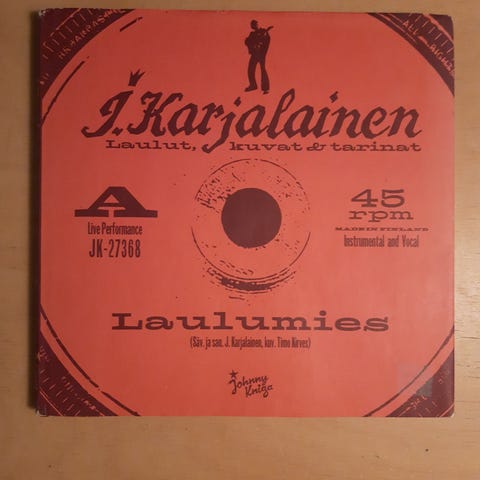 J. Karjalainen
Laulut, kuvat & tarinat
A
Live Performance
JK-27368
45
rpm
MADE IN FINLAND
Instrumental and Vocal
Laulumies
(Säv. ja san. J. Karjalainen, kuv. Timo Kirves)
Johnny
Kniga